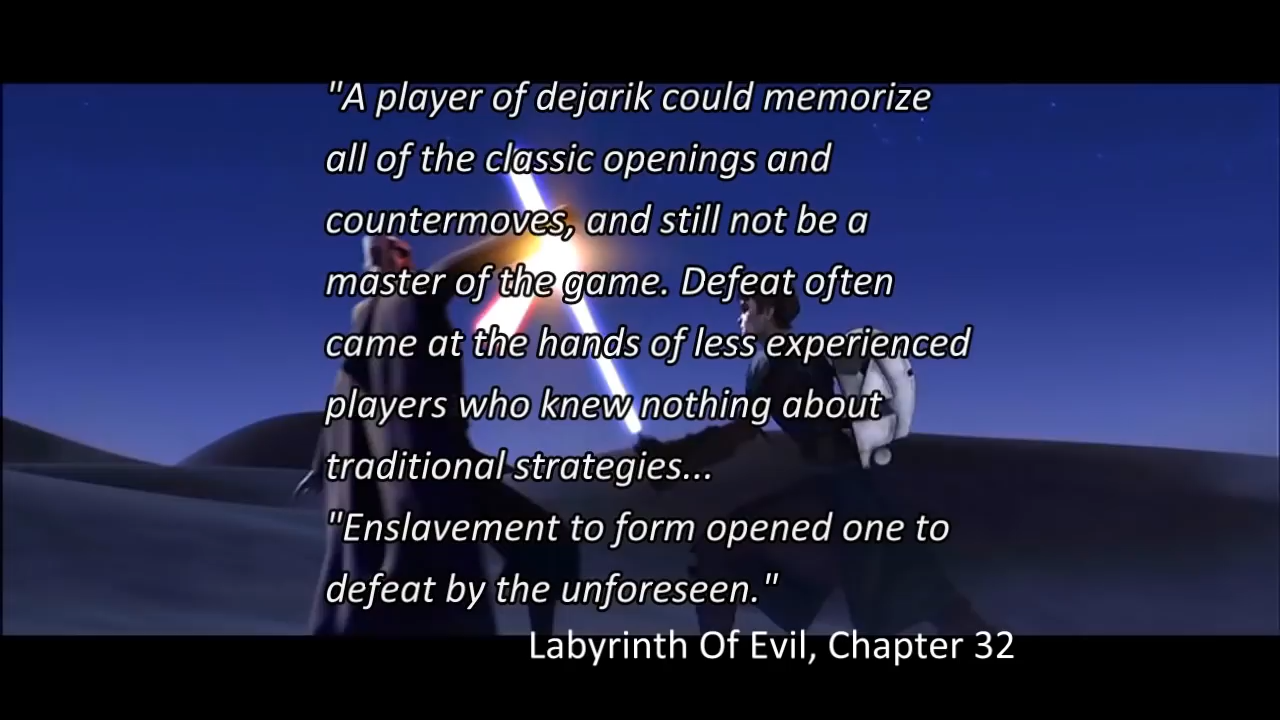 "A player of dejarik could memorize
all of the classic openings and
countermoves, and still not be a
master of the game. Defeat often
came at the hands of less experienced
players who knew nothing about
traditional strategies...
"Enslavement to form opened one to
defeat by the unforeseen."
Labyrinth Of Evil, Chapter 32